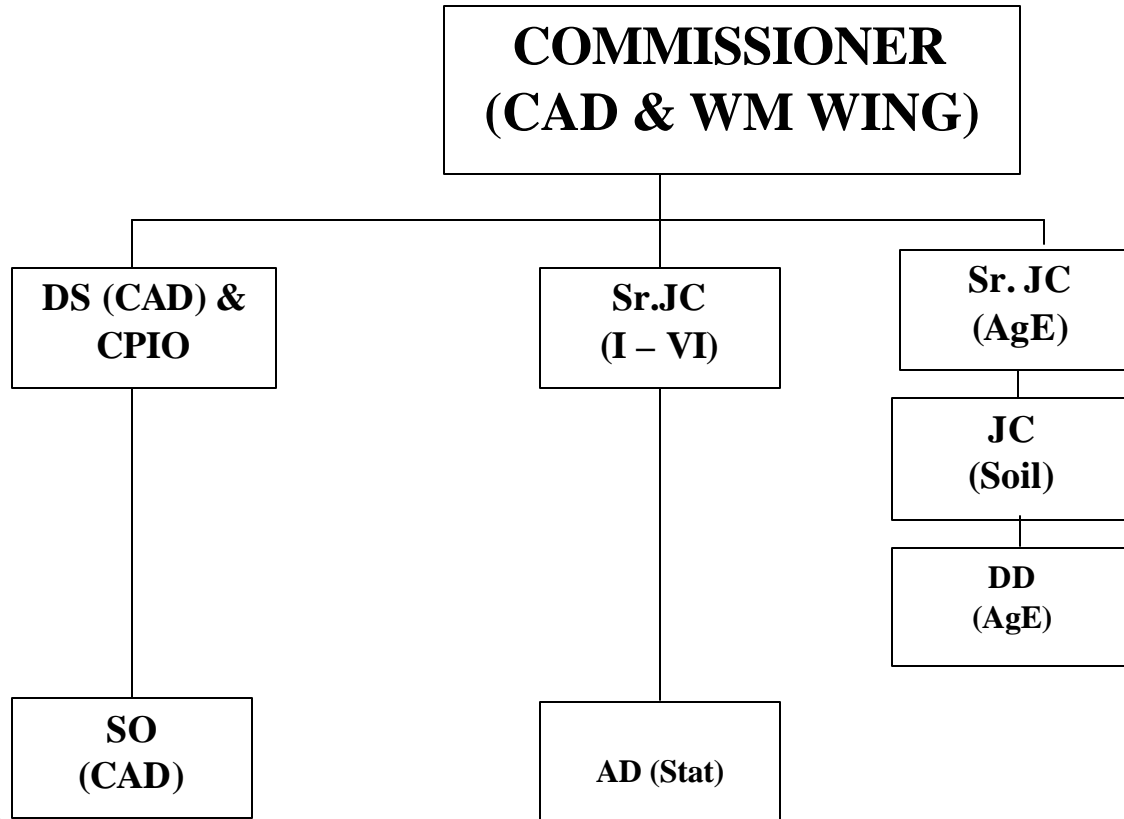 COMMISSIONER
(CAD & WM WING)
DS (CAD) &
CPIO
Sr.JC
(I – VI)
Sr. JC
(AgE)
JC
(Soil)
DD
(AgE)
SO
(CAD)
AD (Stat)